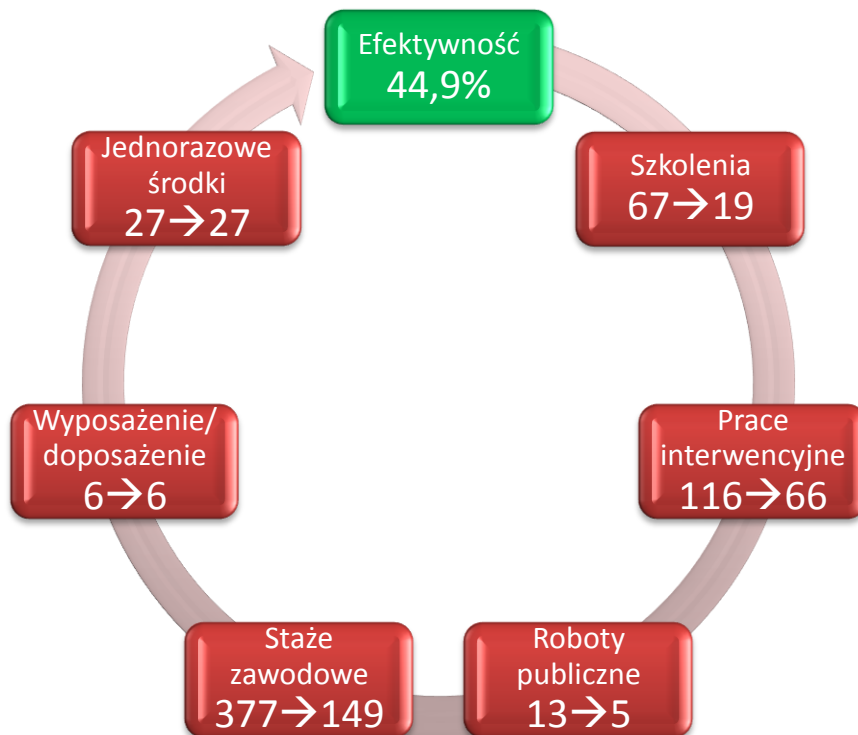 Efektywność
44,9%
Szkolenia
67→19
Prace
interwencyjne
116→66
Roboty
publiczne
13→5
Staże
zawodowe
377→149
Wyposażenie/
doposażenie
6→6
Jednorazowe
środki
27→27